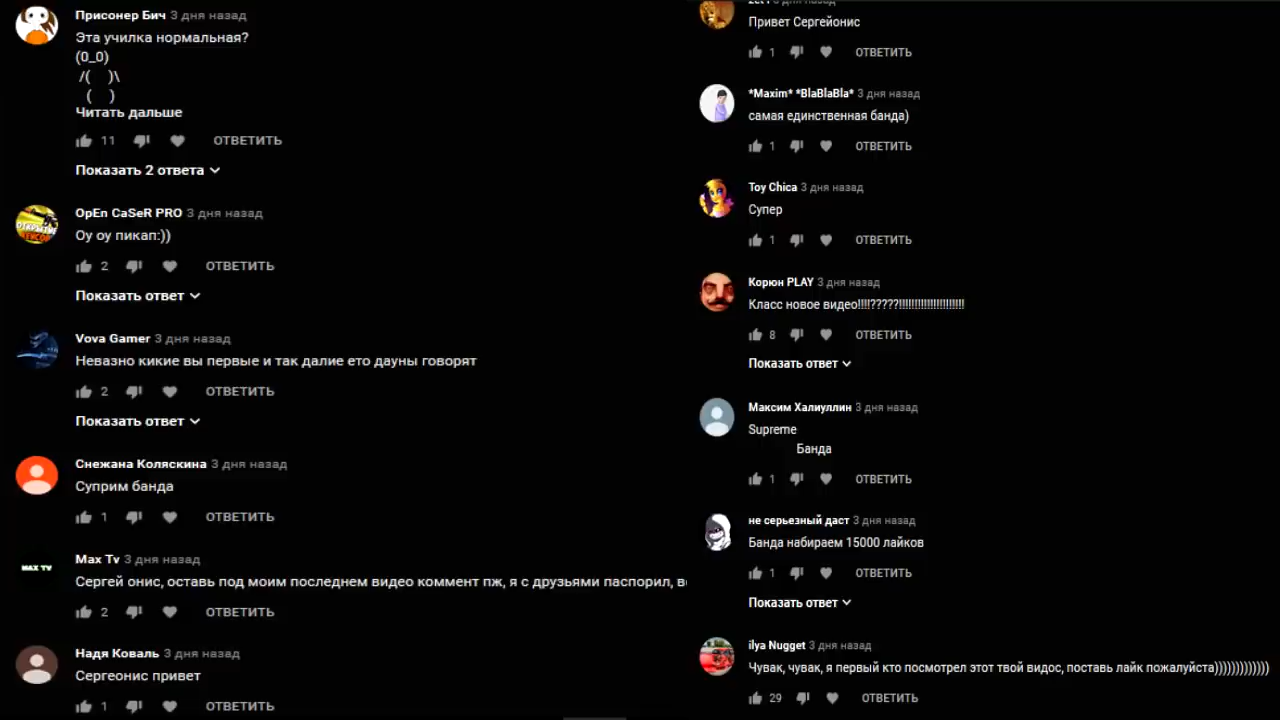 Присонер Бич 3 дня назад
Эта училка нормальная?
(0_0)
/(    )\
(    )
Читать дальше
11 ОТВЕТИТЬ
Показать 2 ответа
OpEn CaSeR PRO 3 дня назад
Оу оу пикап:))
2 ОТВЕТИТЬ
Показать ответ
Vova Gamer 3 дня назад
Невазно кикие вы первые и так далие ето дауны говорят
2 ОТВЕТИТЬ
Показать ответ
Снежана Коляскина 3 дня назад
Суприм банда
1 ОТВЕТИТЬ
MAX TV
Max Tv 3 дня назад
Сергей онис, оставь под моим последнем видео коммент пж, я с друзьями паспорил,
2 ОТВЕТИТЬ
Надя Коваль 3 дня назад
Сергеонис привет
1 ОТВЕТИТЬ
3 дня назад
Привет Сергейонис
1 ОТВЕТИТЬ
*Maxim* *BlaBlaBla* 3 дня назад
самая единственная банда)
1 ОТВЕТИТЬ
Toy Chica 3 дня назад
Супер
1 ОТВЕТИТЬ
Корюн PLAY 3 дня назад
Класс новое видео!!!!?????!!!!!!!!!!!!!!!!!!!!!
8 ОТВЕТИТЬ
Показать ответ
Максим Халиуллин 3 дня назад
Supreme
Банда
1 ОТВЕТИТЬ
не серьезный даст 3 дня назад
Банда набираем 15000 лайков
1 ОТВЕТИТЬ
Показать ответ
ilya Nugget 3 дня назад
Чувак, чувак, я первый кто посмотрел этот твой видос, поставь лайк пожалуйста)))))))))))))
29 ОТВЕТИТЬ